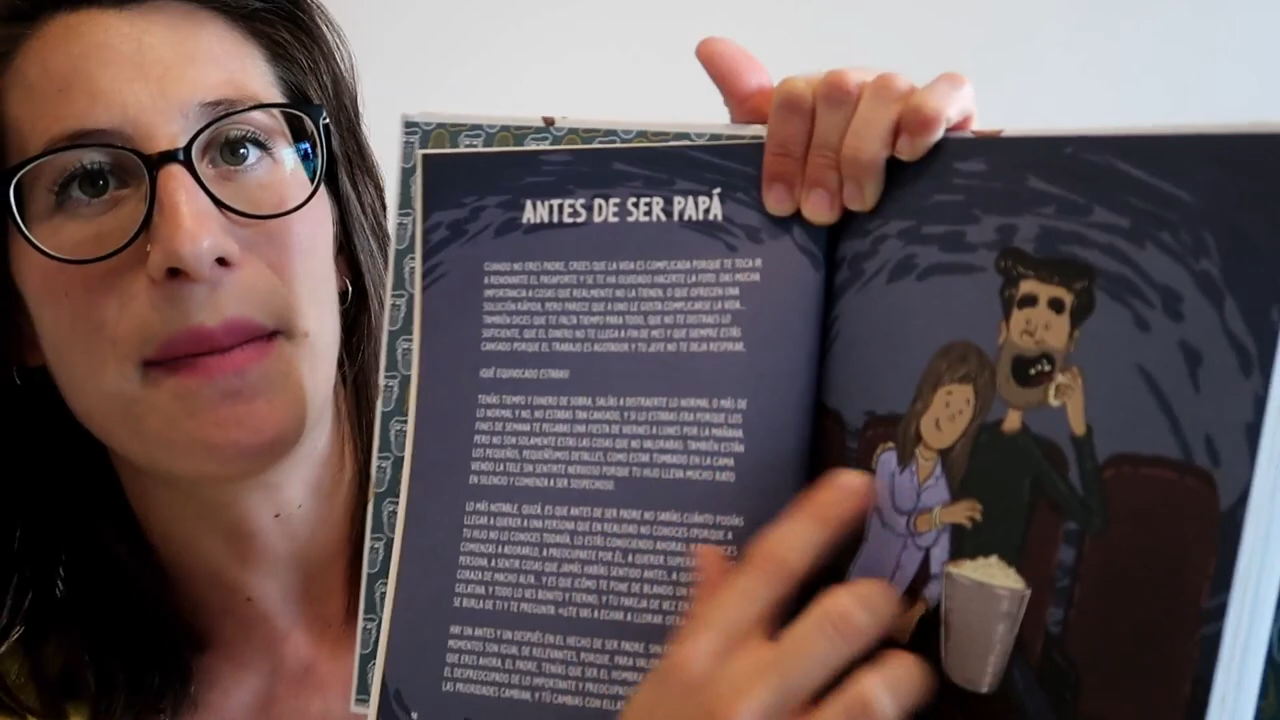 ANTES DE SER PAPÁ
CUANDO NO ERES PADRE, CREES QUE LA VIDA ES COMPLICADA PORQUE TE TOCA IR
A RENOVARTE EL PASAPORTE Y SE TE HA OLVIDADO HACERTE LA FOTO. DAS MUCHA
IMPORTANCIA A COSAS QUE REALMENTE NO LA TIENEN, O QUE OFRECEN UNA
SOLUCIÓN RÁPIDA, PERO PARECE QUE A UNO LE GUSTA COMPLICARSE LA VIDA...
TAMBIÉN DICES QUE TE FALTA TIEMPO PARA TODO, QUE NO TE DISTRAES LO
SUFICIENTE, QUE EL DINERO NO TE LLEGA A FIN DE MES Y QUE SIEMPRE ESTÁS
CANSADO PORQUE EL TRABAJO ES AGOTADOR Y TU JEFE NO TE DEJA RESPIRAR.
¡QUÉ EQUIVOCADO ESTABAS!
TENÍAS TIEMPO Y DINERO DE SOBRA, SALÍAS A DISTRAERTE LO NORMAL O MÁS DE
LO NORMAL Y NO, NO ESTABAS TAN CANSADO, Y SI LO ESTABAS ERA PORQUE LOS
FINES DE SEMANA TE PEGABAS UNA FIESTA DE VIERNES A LUNES POR LA MAÑANA.
PERO NO SON SOLAMENTE ESTAS LAS COSAS QUE NO VALORABAS: TAMBIÉN ESTÁN
LOS PEQUEÑOS, PEQUEÑÍSIMOS DETALLES, COMO ESTAR TUMBADO EN LA CAMA
VIENDO LA TELE SIN SENTIRTE NERVIOSO PORQUE TU HIJO LLEVA MUCHO RATO
EN SILENCIO Y COMIENZA A SER SOSPECHOSO.
LO MÁS NOTABLE, QUIZÁ, ES QUE ANTES DE SER PADRE NO SABÍAS CUÁNTO PODÍAS
LLEGAR A QUERER A UNA PERSONA QUE EN REALIDAD NO CONOCES (PORQUE A
TU HIJO NO LO CONOCES TODAVÍA, LO ESTÁS CONOCIENDO AHORA)
COMIENZAS A ADORARLO, A PREOCUPARTE POR ÉL, A QUERER
PERSONA, A SENTIR COSAS QUE JAMÁS HABÍAS SENTIDO ANTES, A
CORAZA DE MACHO ALFA... Y ES QUE ¡CÓMO TE PONE DE BLANDO UN
GELATINA, Y TODO LO VES BONITO Y TIERNO, Y TU PAREJA DE VEZ EN
SE BURLA DE TI Y TE PREGUNTA: «¿TE VAS A ECHAR A LLORAR
HAY UN ANTES Y UN DESPUÉS EN EL HECHO DE SER PADRE.
MOMENTOS SON IGUAL DE RELEVANTES, PORQUE, PARA
QUE ERES AHORA, EL PADRE, TENÍAS QUE SER EL
EL DESPREOCUPADO DE LO IMPORTANTE Y
LAS PRIORIDADES CAMBIAN, Y TÚ CAMBIAS CON